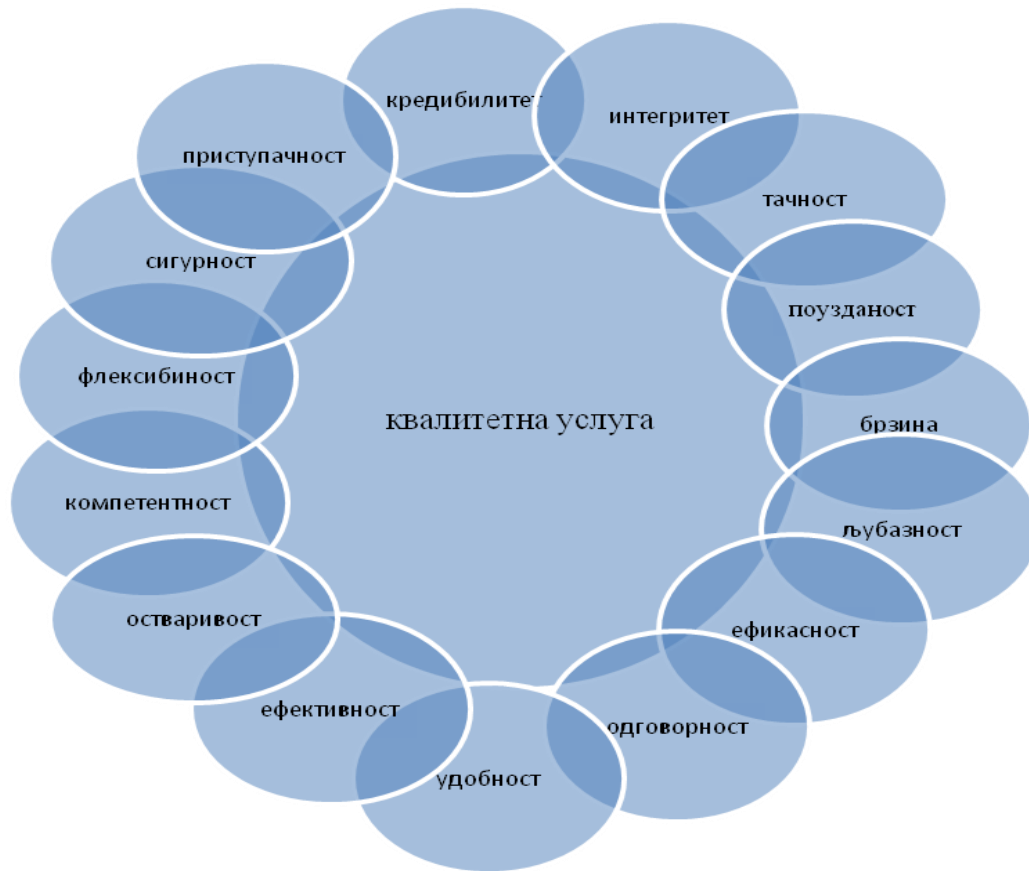 кредибилитет
интегритет
тачност
поузданост
брзина
љубазност
ефикасност
одговорност
удобност
ефективност
остваривост
компетентност
флексибиност
сигурност
приступачност
квалитетна услуга